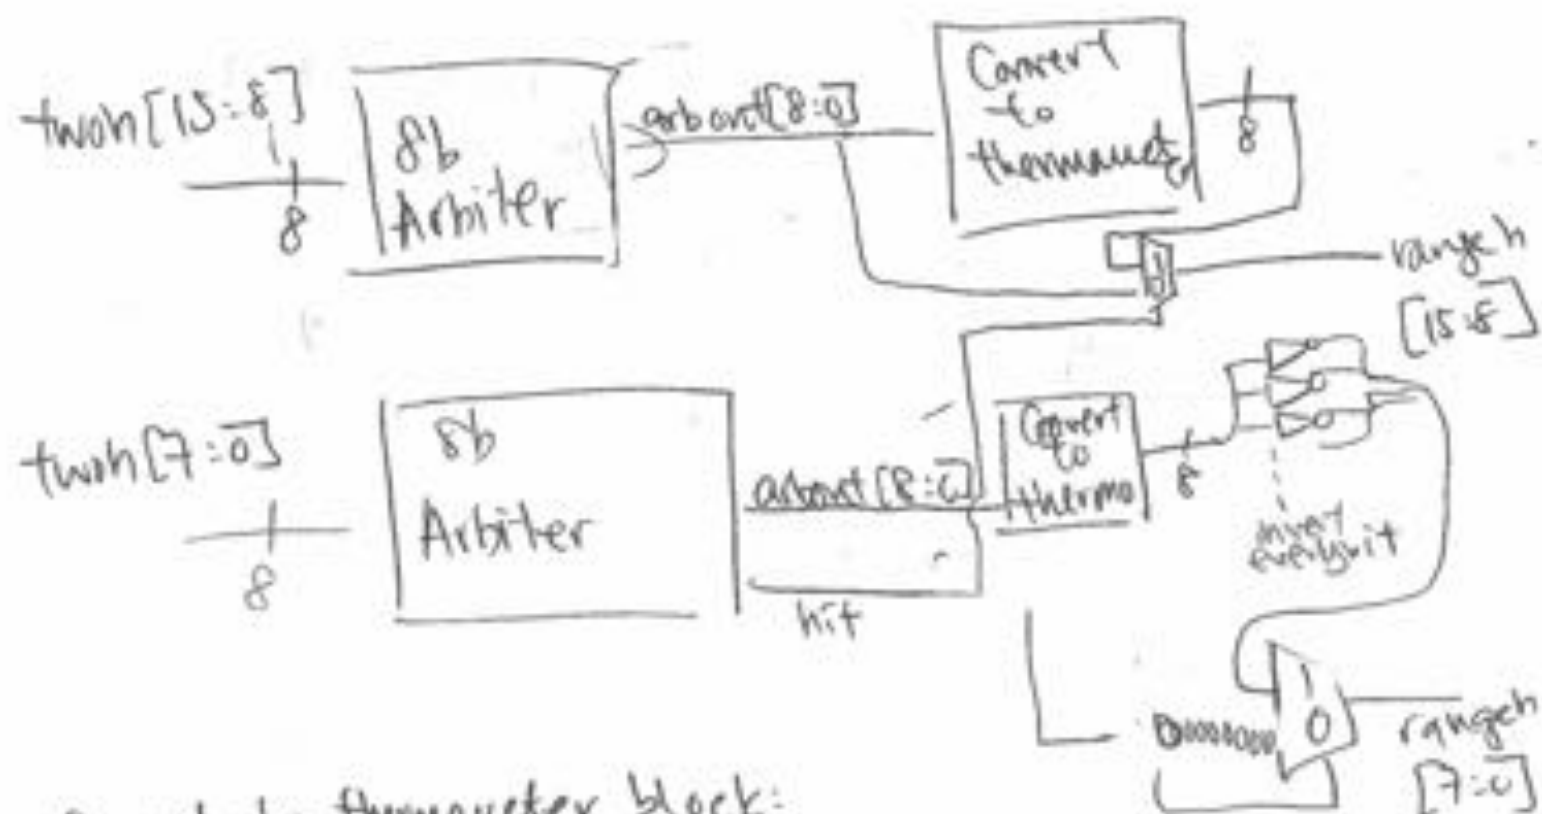 twoh[15:8]
8
8b
Arbiter
arbout[8:0]
Convert
to
thermometer
8
rangeh
[15:8]
twoh[7:0]
8
8b
Arbiter
arbout[8:0]
hit
Convert
to
thermo
8
invert
every bit
1
0
00000000
rangeh
[7:0]
thermometer block: